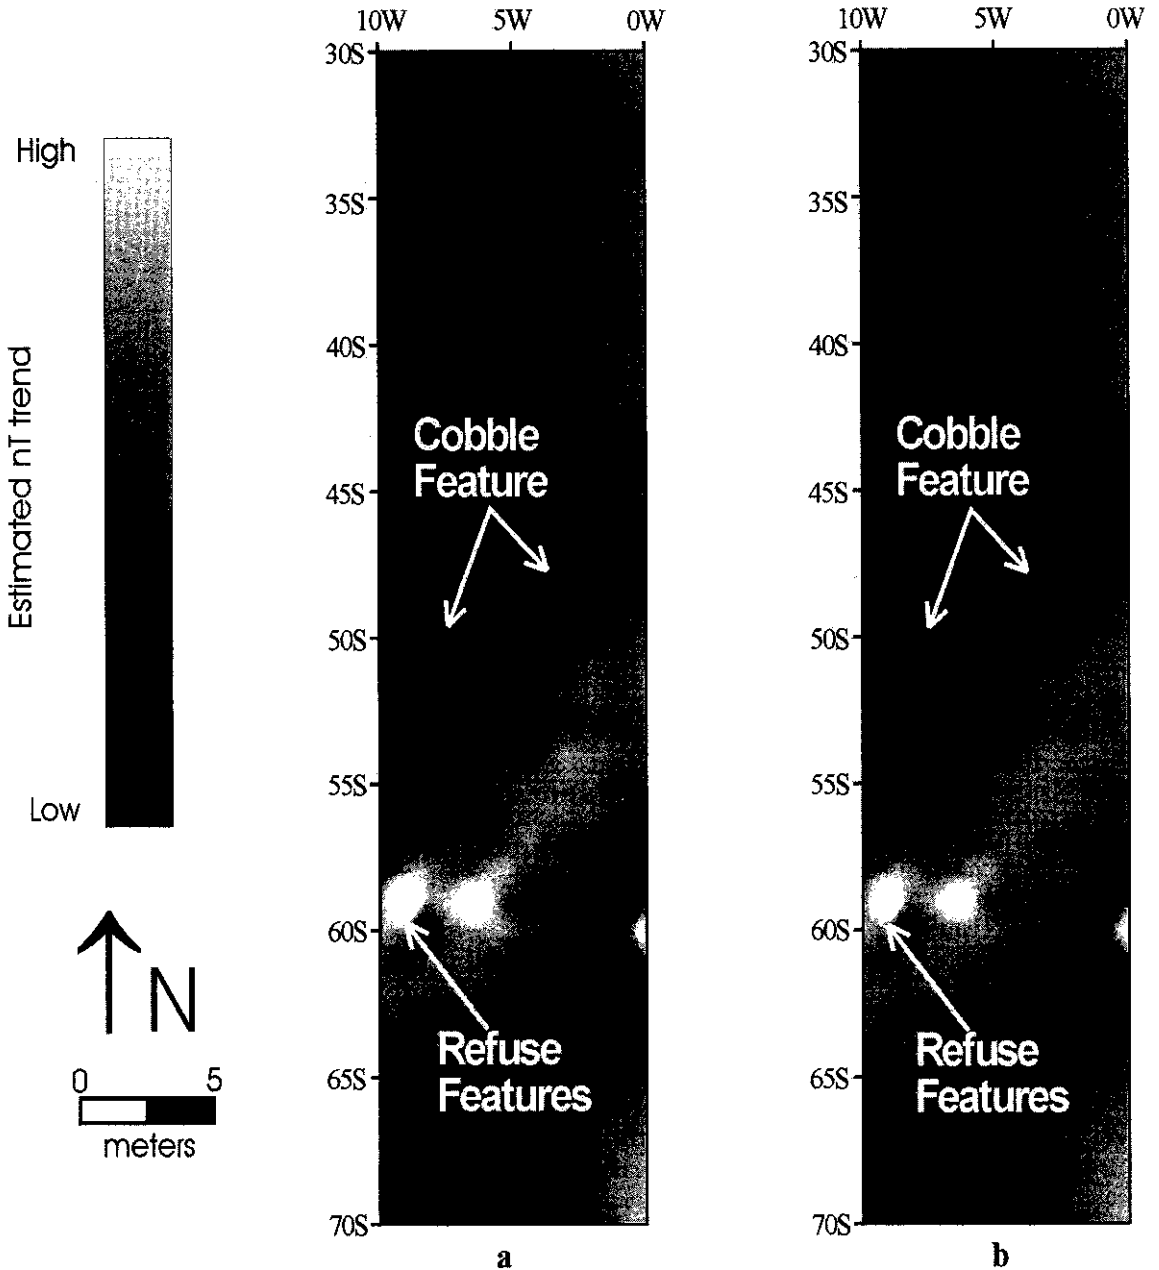 10W 5W 0W
30S
35S
40S
45S
50S
55S
60S
65S
70S
Cobble
Feature
Refuse
Features
a
10W 5W 0W
30S
35S
40S
45S
50S
55S
60S
65S
70S
Cobble
Feature
Refuse
Features
b
High
Estimated nT trend
Low
N
0 5
meters